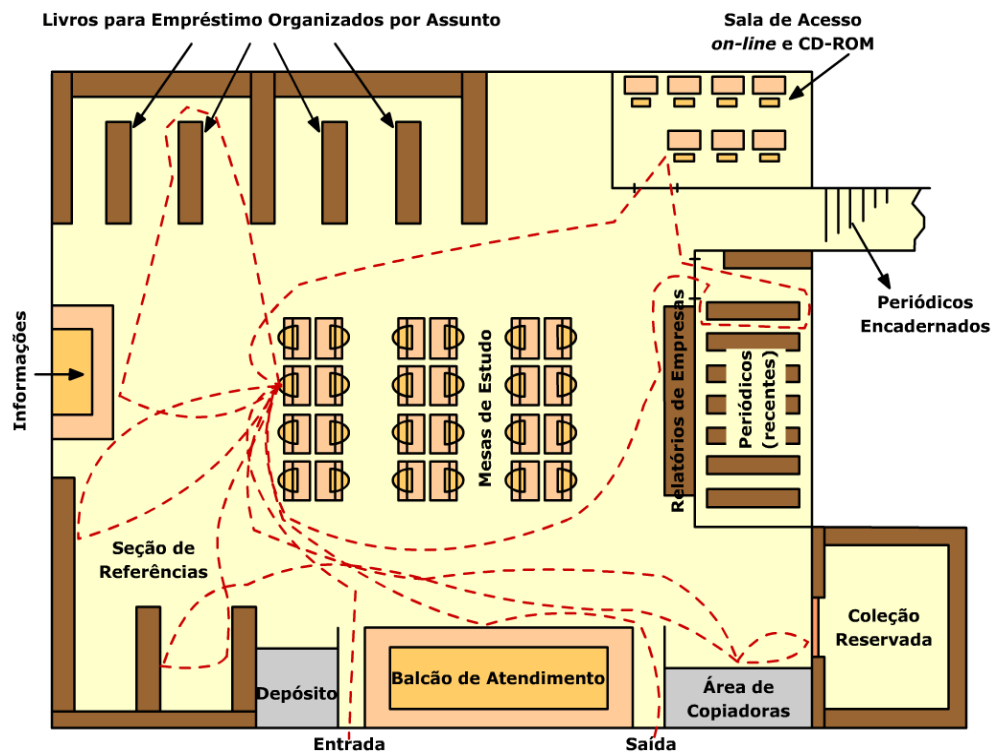 Livros para Empréstimo Organizados por Assunto
Sala de Acesso
on-line e CD-ROM
Periódicos
Encadernados
Informações
Mesas de Estudo
Relatórios de Empresas
Periódicos
(recentes)
Seção de
Referências
Coleção
Reservada
Depósito
Balcão de Atendimento
Área de
Copiadoras
Entrada
Saída